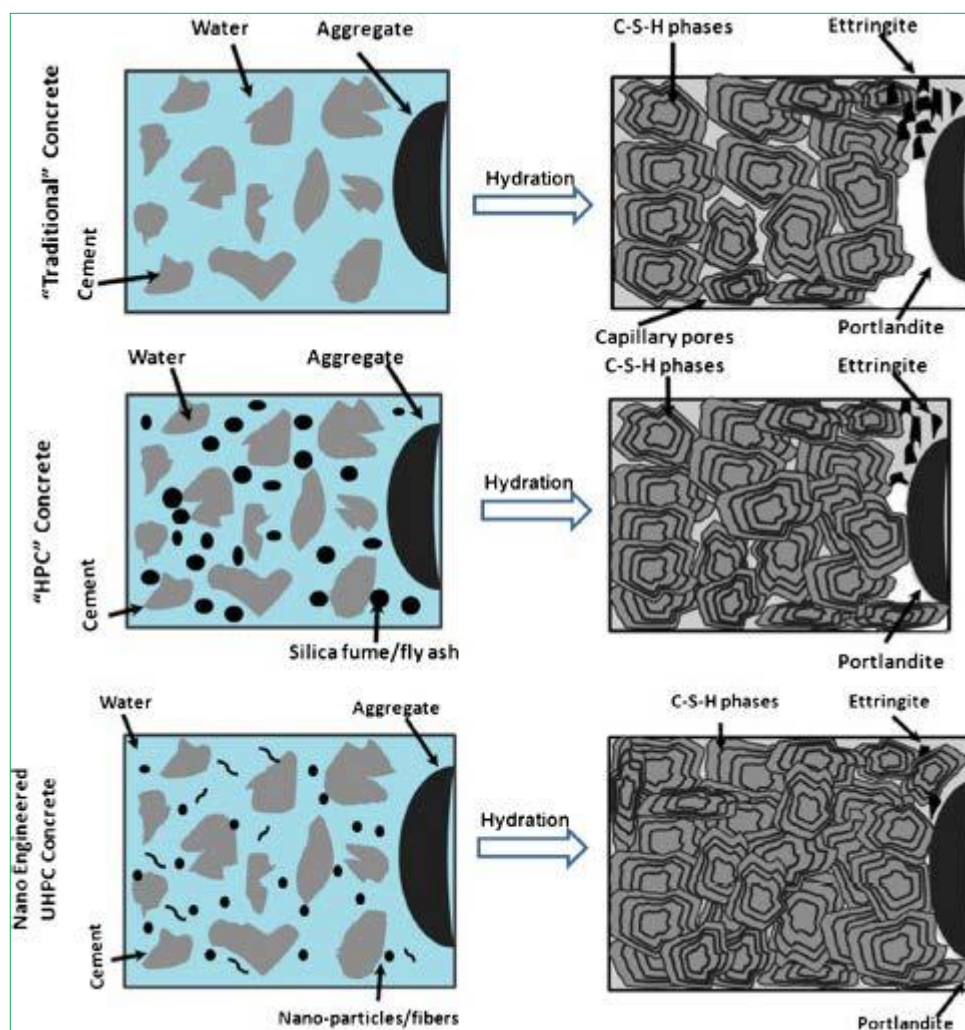 Water
Aggregate
C-S-H phases
Ettringite
"Traditional" Concrete
Cement
Hydration
Capillary pores
Portlandite
Water
Aggregate
C-S-H phases
Ettringite
"HPC" Concrete
Cement
Hydration
Silica fume/fly ash
Portlandite
Water
Aggregate
C-S-H phases
Ettringite
Nano Engineered
UHPC Concrete
Cement
Hydration
Nano-particles/fibers
Portlandite